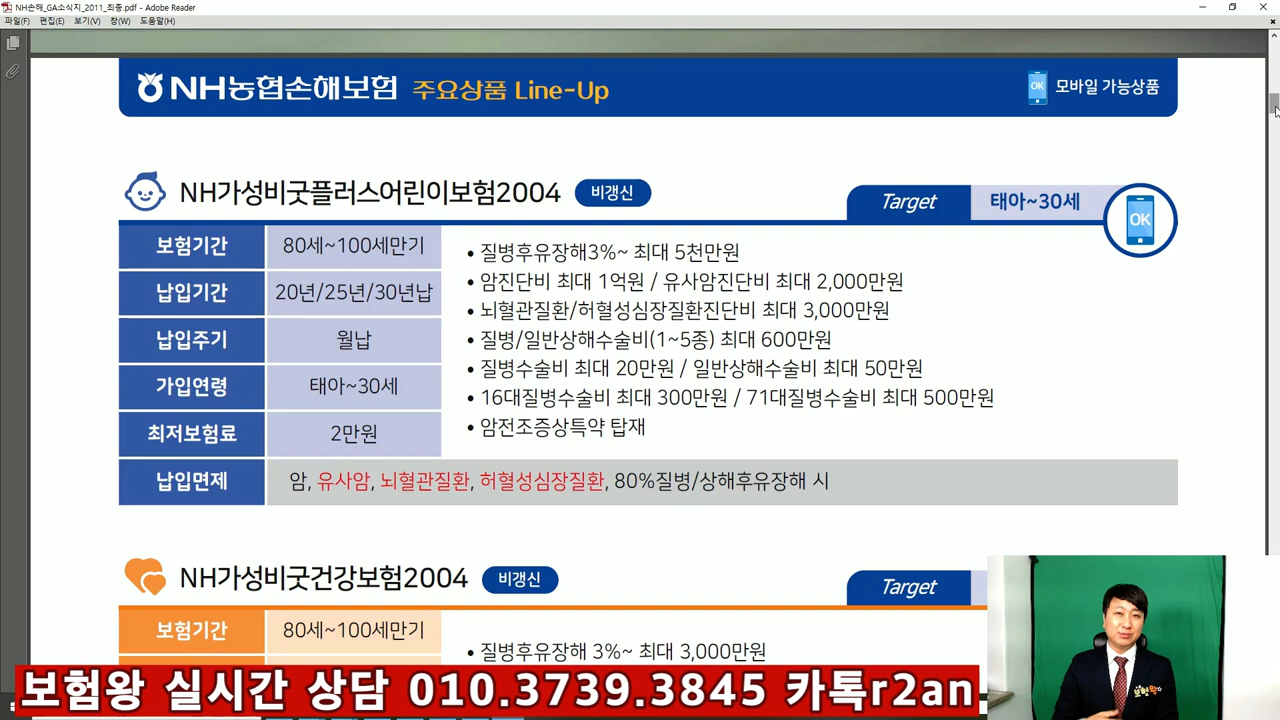 NH손해_GA소식지_2011_최종.pdf - Adobe Reader
파일(F) 편집(E) 보기(V) 창(W) 도움말(H)
NH농협손해보험 주요상품 Line-Up
OK 모바일 가능상품
NH가성비굿플러스어린이보험2004 비갱신
Target 태아~30세
OK
보험기간 80세~100세만기
납입기간 20년/25년/30년납
납입주기 월납
가입연령 태아~30세
최저보험료 2만원
• 질병후유장해3%~ 최대 5천만원
• 암진단비 최대 1억원 / 유사암진단비 최대 2,000만원
• 뇌혈관질환/허혈성심장질환진단비 최대 3,000만원
• 질병/일반상해수술비(1~5종) 최대 600만원
• 질병수술비 최대 20만원 / 일반상해수술비 최대 50만원
• 16대질병수술비 최대 300만원 / 71대질병수술비 최대 500만원
• 암전조증상특약 탑재
납입면제 암, 유사암, 뇌혈관질환, 허혈성심장질환, 80%질병/상해후유장해 시
NH가성비굿건강보험2004 비갱신
Target
보험기간 80세~100세만기
• 질병후유장해 3%~ 최대 3,000만원
보험왕 실시간 상담 010.3739.3845 카톡r2an
보험왕